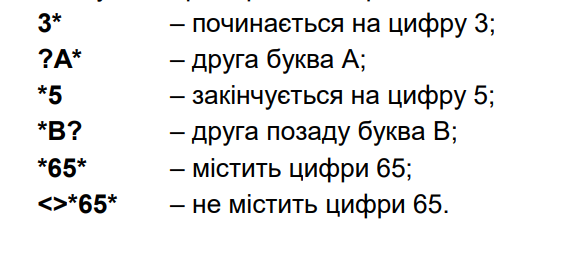 3* – починається на цифру 3;
?А* – друга буква А;
*5 – закінчується на цифру 5;
*В? – друга позаду буква В;
*65* – містить цифри 65;
<>*65* – не містить цифри 65.